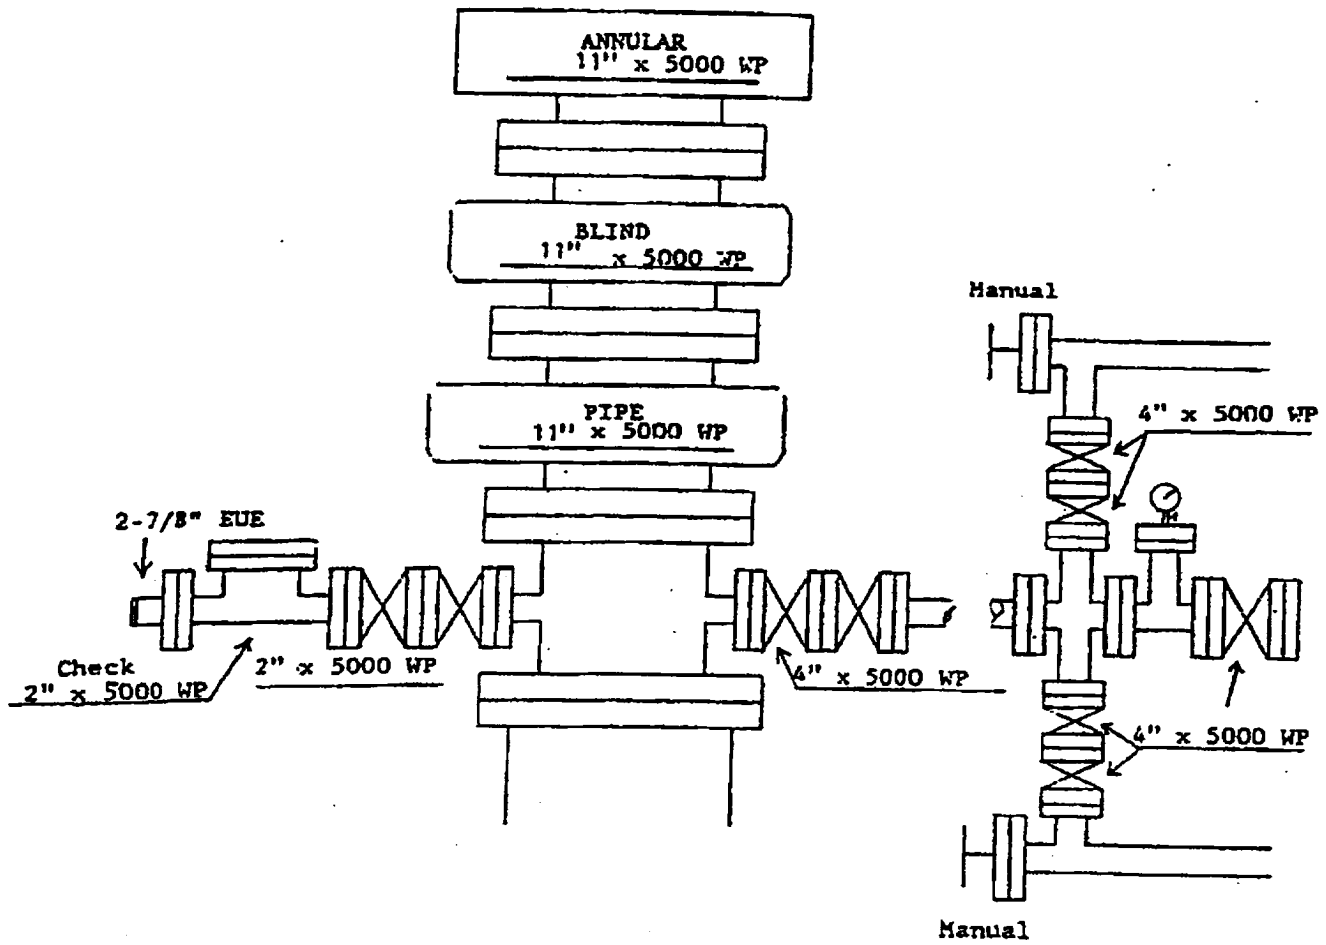 ANNULAR
11" x 5000 WP
BLIND
11" x 5000 WP
Manual
PIPE
11" x 5000 WP
4" x 5000 WP
2-7/8" EUE
Check
2" x 5000 WP
2" x 5000 WP
4" x 5000 WP
4" x 5000 WP
Manual